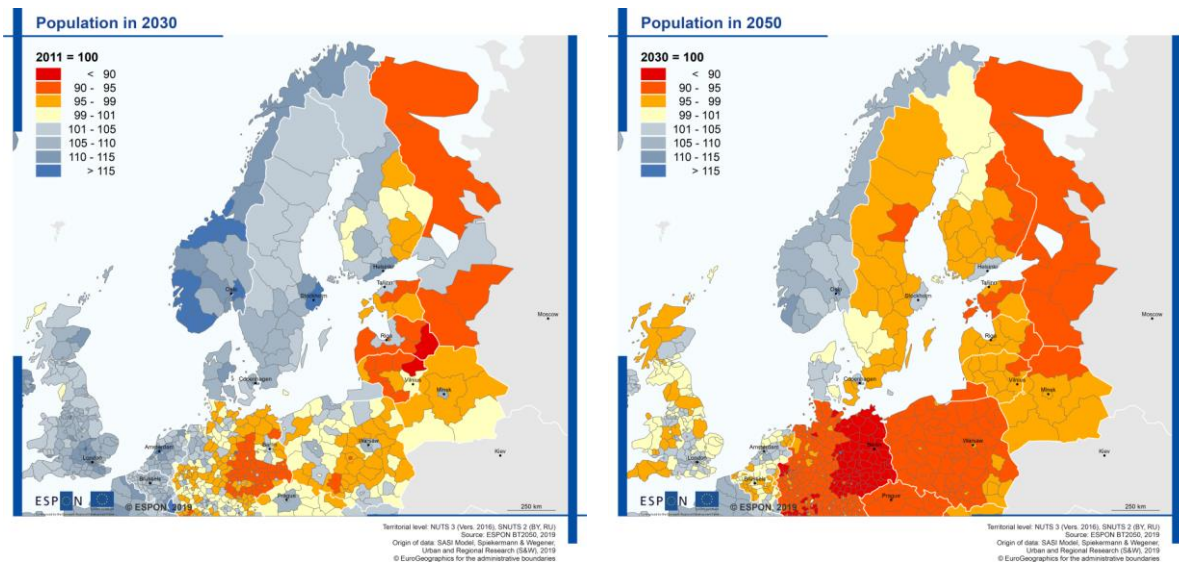 Population in 2030
2011 = 100
< 90
90 - 95
95 - 99
99 - 101
101 - 105
105 - 110
110 - 115
> 115
Oslo
Stockholm
Helsinki
Tallinn
Riga
Moscow
Copenhagen
Vilnius
Minsk
Amsterdam
London
Brussels
Berlin
Warsaw
Prague
Kiev
ESPON
© ESPON, 2019
250 km
Territorial level: NUTS 3 (Vers. 2016), SNUTS 2 (BY, RU)
Source: ESPON BT2050, 2019
Origin of data: SASI Model, Spiekermann & Wegener,
Urban and Regional Research (S&W), 2019
© EuroGeographics for the administrative boundaries
Population in 2050
2030 = 100
< 90
90 - 95
95 - 99
99 - 101
101 - 105
105 - 110
110 - 115
> 115
Oslo
Stockholm
Helsinki
Tallinn
Riga
Moscow
Copenhagen
Vilnius
Minsk
Amsterdam
London
Brussels
Berlin
Warsaw
Prague
Kiev
ESPON
© ESPON, 2019
250 km
Territorial level: NUTS 3 (Vers. 2016), SNUTS 2 (BY, RU)
Source: ESPON BT2050, 2019
Origin of data: SASI Model, Spiekermann & Wegener,
Urban and Regional Research (S&W), 2019
© EuroGeographics for the administrative boundaries